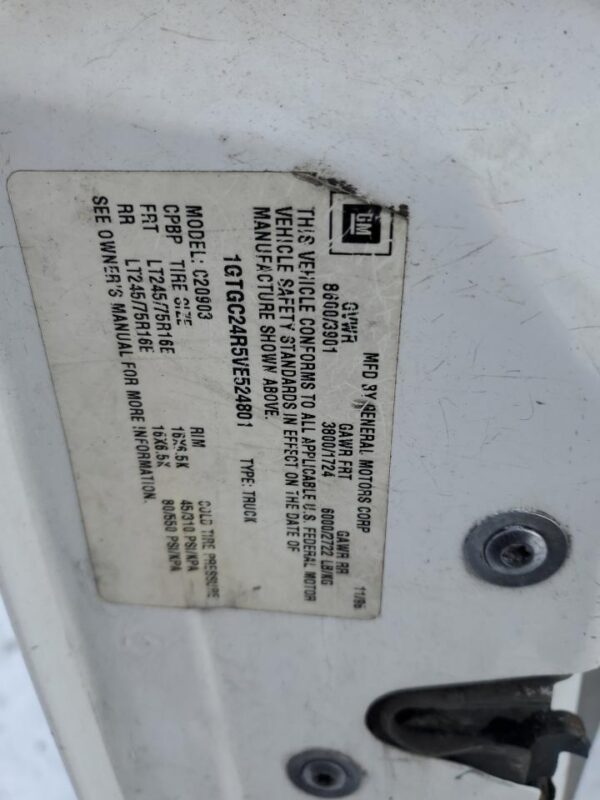 GM
MFD BY GENERAL MOTORS CORP 11/96
GVWR GAWR FRT GAWR RR
8600/3901 3900/1724 6000/2722 LB/KG
THIS VEHICLE CONFORMS TO ALL APPLICABLE U.S. FEDERAL MOTOR
VEHICLE SAFETY STANDARDS IN EFFECT ON THE DATE OF
MANUFACTURE SHOWN ABOVE.
1GTGC24R5VE524801 TYPE: TRUCK
MODEL: C20903
CPBP TIRE SIZE RIM COLD TIRE PRESSURE
FRT LT245/75R16E 16X6.5K 45/310 PSI/KPA
RR LT245/75R16E 16X6.5K 80/550 PSI/KPA
SEE OWNER'S MANUAL FOR MORE INFORMATION.